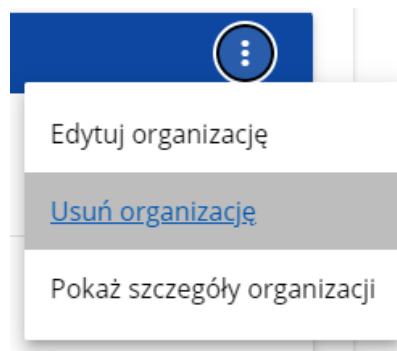 Edytuj organizację
Usuń organizację
Pokaż szczegóły organizacji